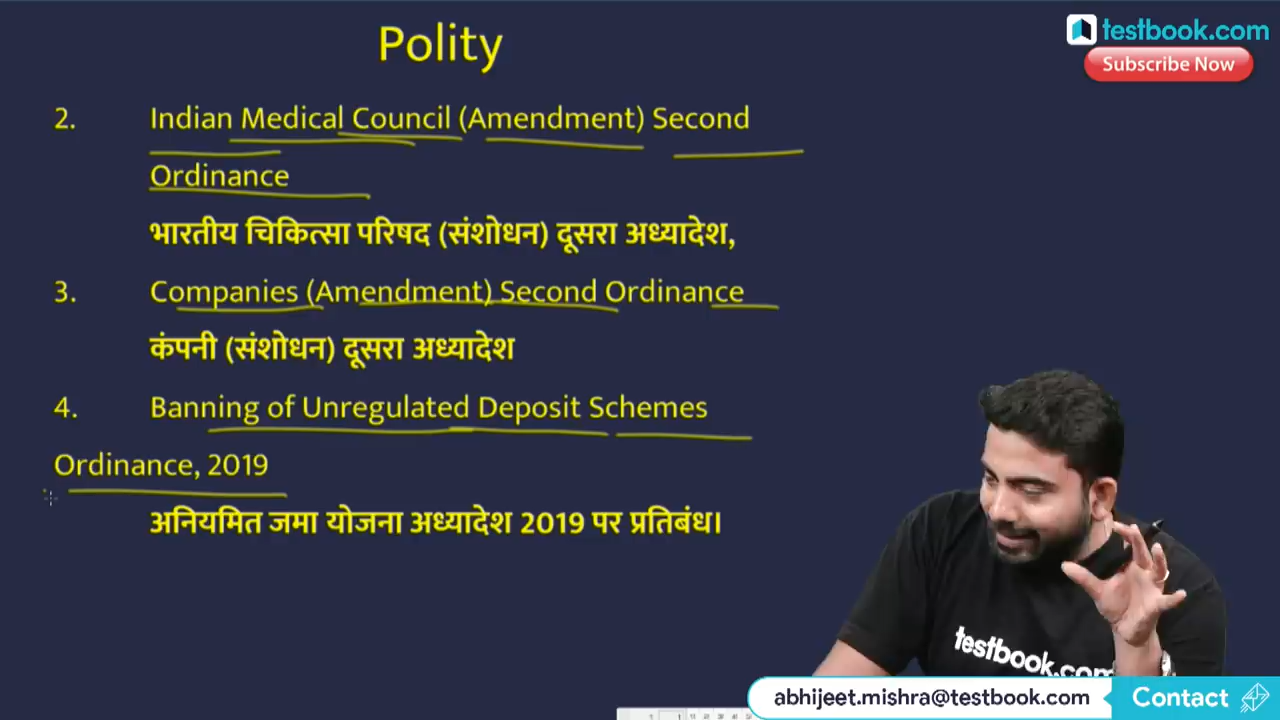 Polity
testbook.com
Subscribe Now
2. Indian Medical Council (Amendment) Second
Ordinance
भारतीय चिकित्सा परिषद (संशोधन) दूसरा अध्यादेश,
3. Companies (Amendment) Second Ordinance
कंपनी (संशोधन) दूसरा अध्यादेश
4. Banning of Unregulated Deposit Schemes
Ordinance, 2019
अनियमित जमा योजना अध्यादेश 2019 पर प्रतिबंध।
testbook.com
abhijeet.mishra@testbook.com Contact